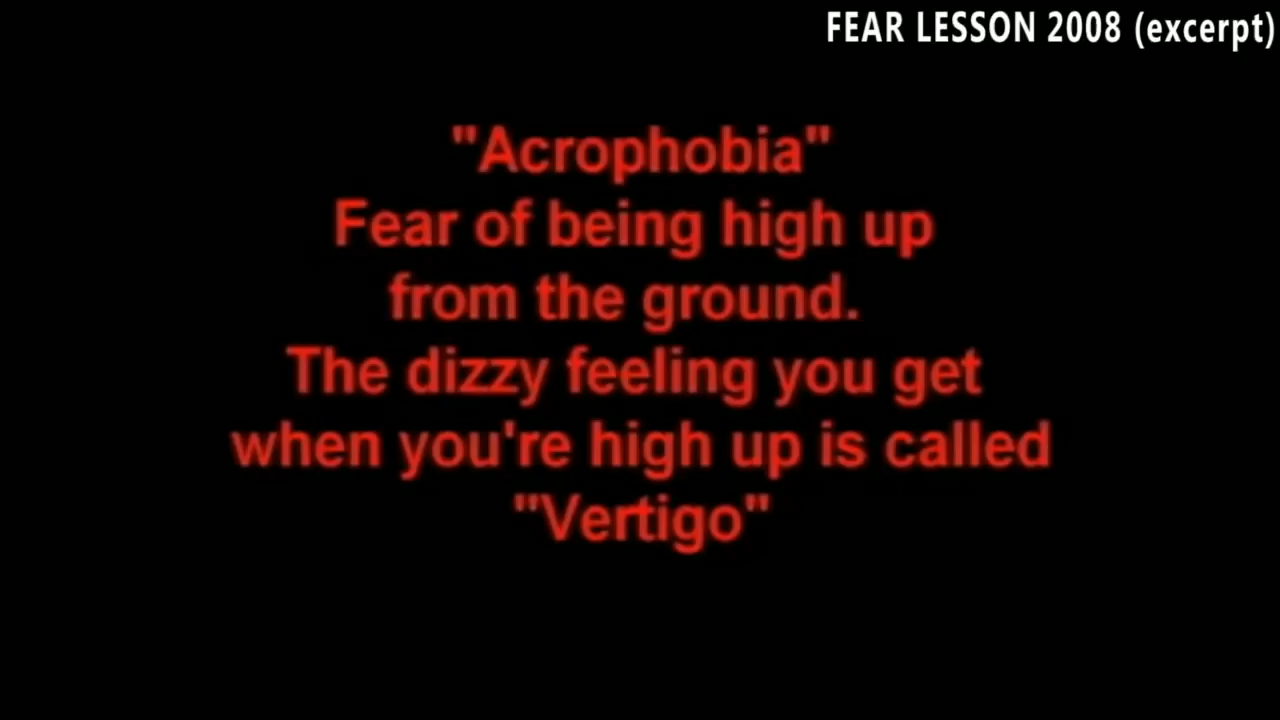 FEAR LESSON 2008 (excerpt)
"Acrophobia"
Fear of being high up
from the ground.
The dizzy feeling you get
when you're high up is called
"Vertigo"